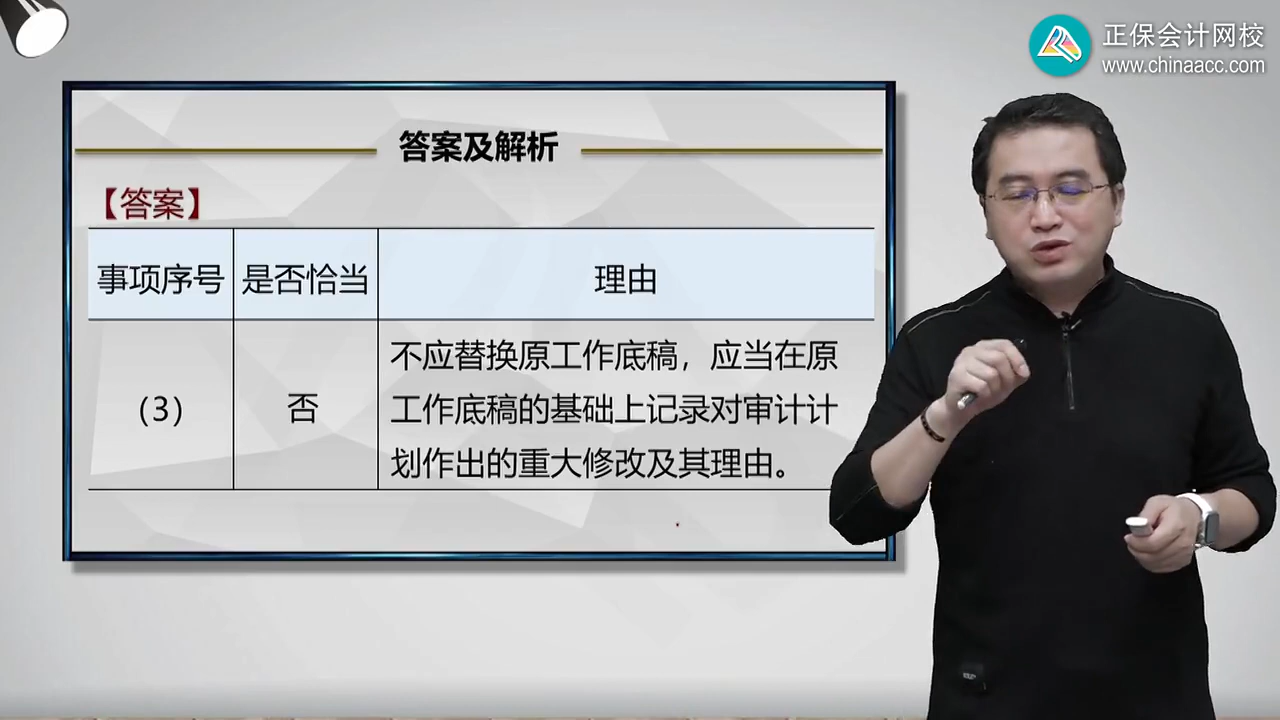 正保会计网校
www.chinaacc.com
答案及解析
【答案】
事项序号 是否恰当 理由
(3) 否 不应替换原工作底稿，应当在原
工作底稿的基础上记录对审计计
划作出的重大修改及其理由。